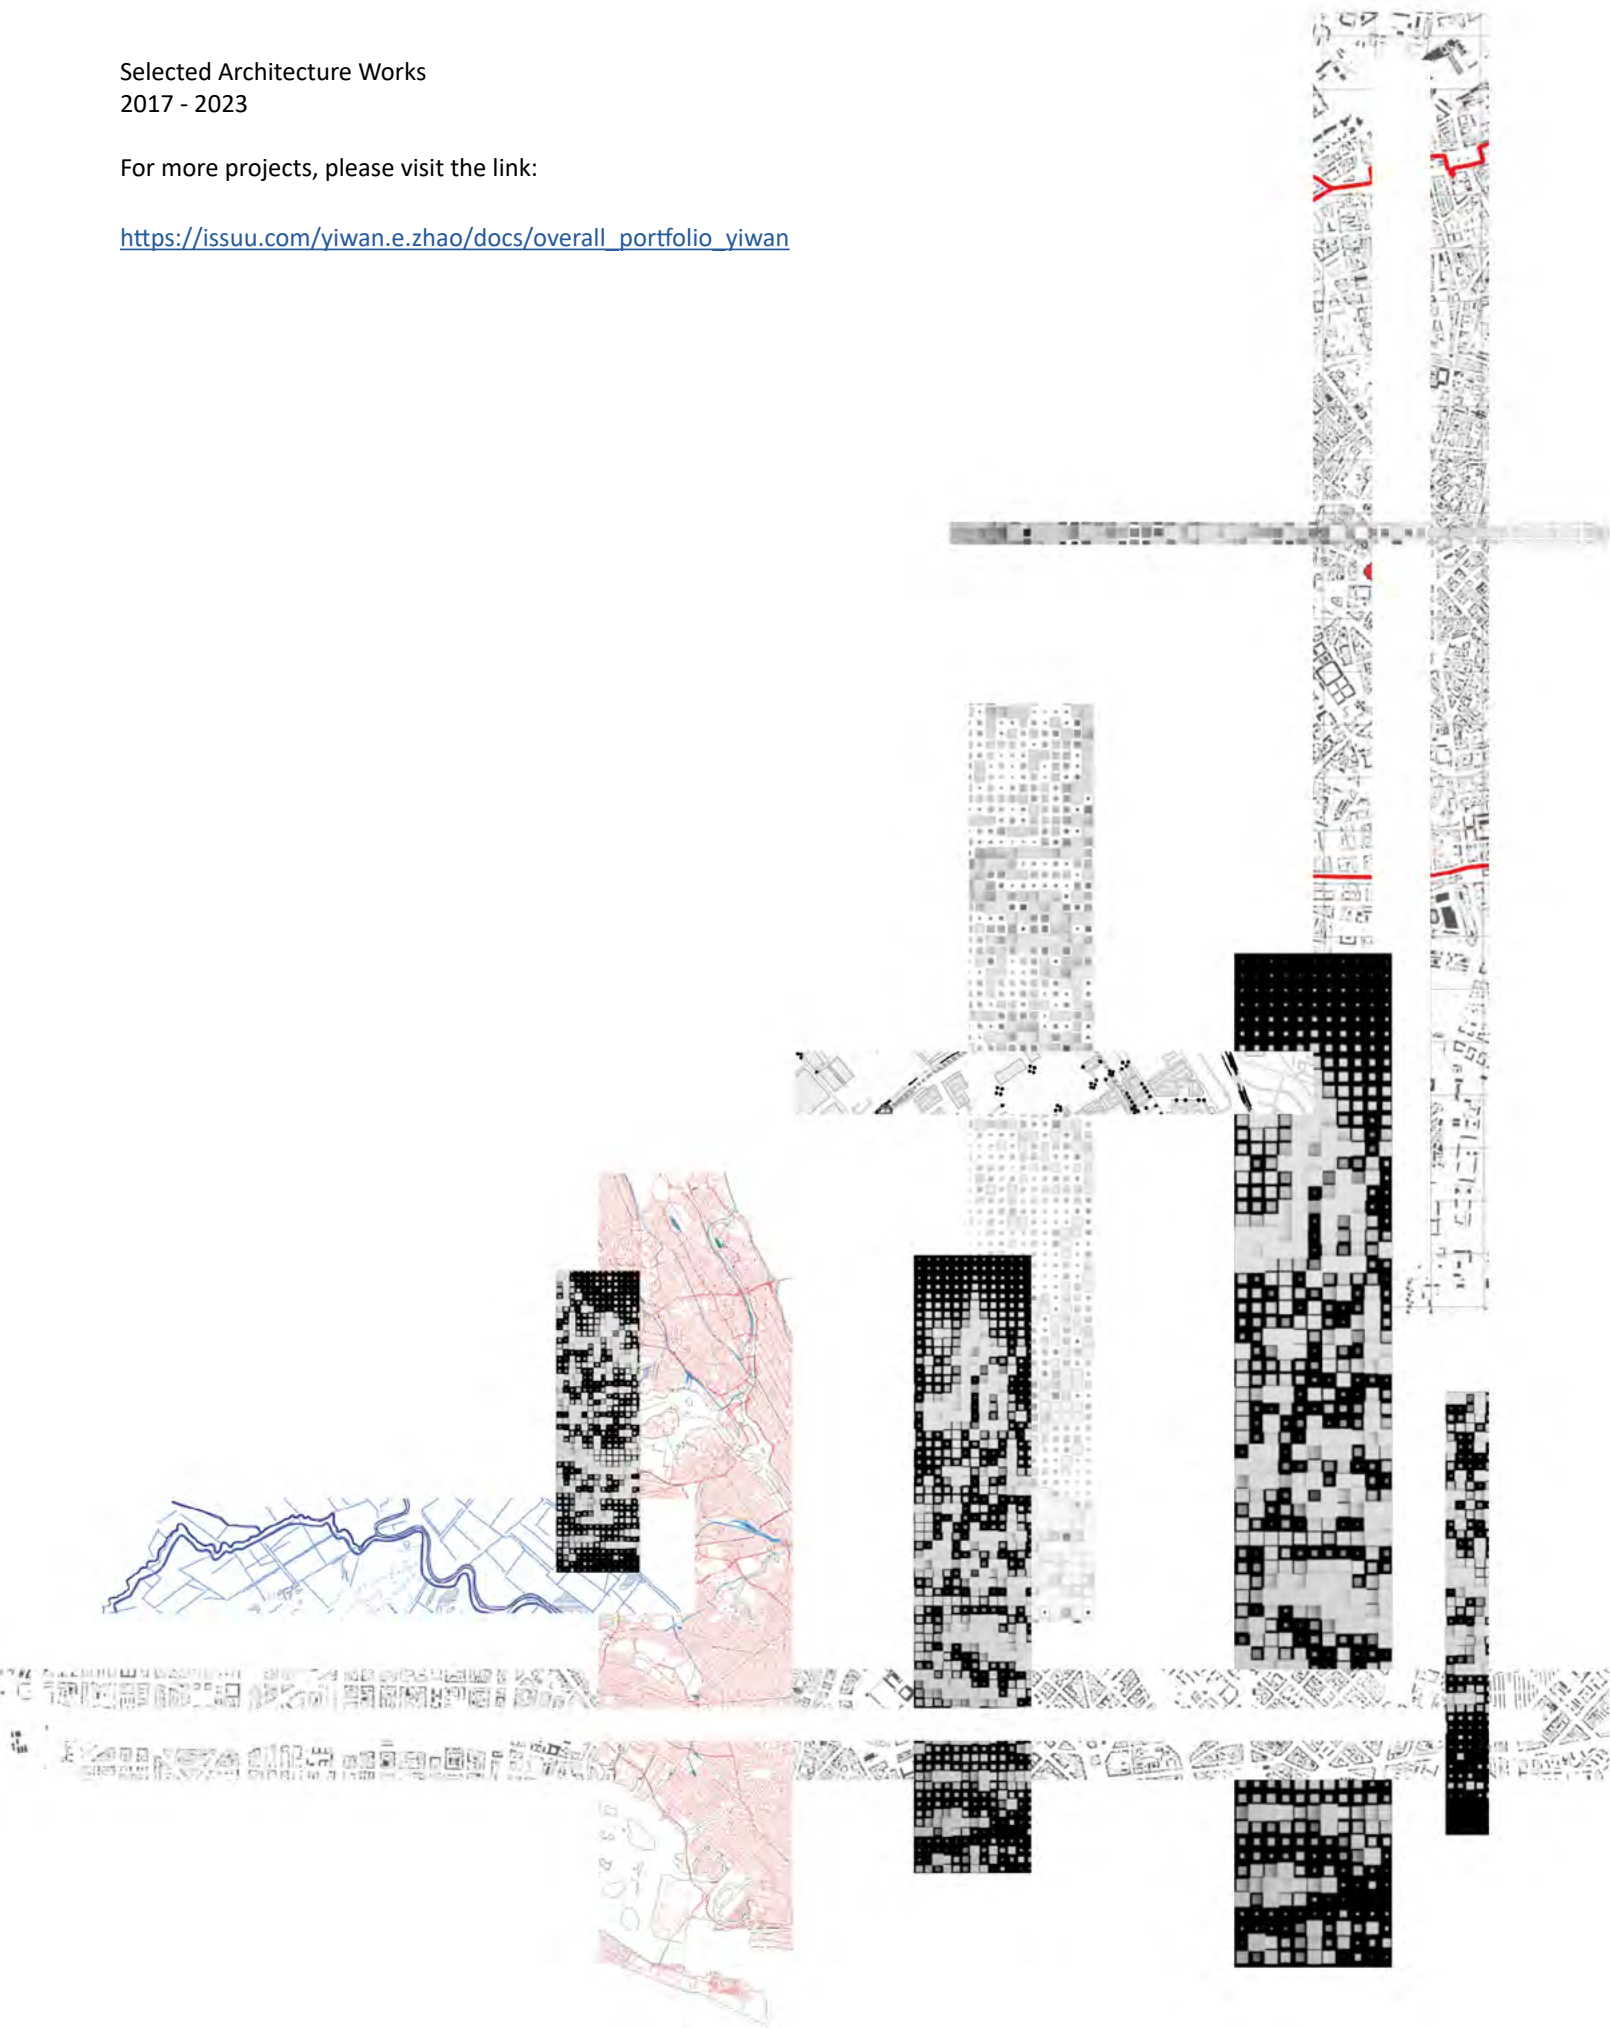 Selected Architecture Works
2017 - 2023
For more projects, please visit the link:
https://issuu.com/yiwan.e.zhao/docs/overall_portfolio_yiwan